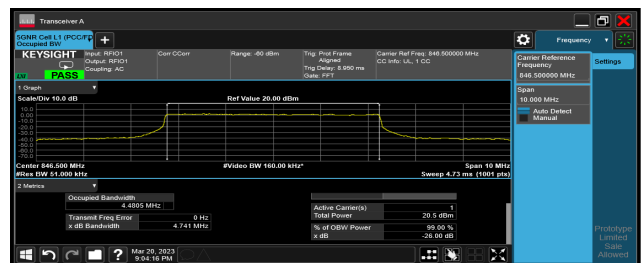 Transceiver A
5GNR Cell L1 (PCC/FD
Occupied BW
Frequency
KEYSIGHT
Input: RFIO1
Output: RFIO1
Coupling: AC
Corr CCorr
Range: -60 dBm
Trig: Prot Frame
Aligned
Trig Delay: 8.950 ms
Gate: FFT
Carrier Ref Freq: 846.500000 MHz
CC Info: UL, 1 CC
PASS
Carrier Reference
Frequency
846.500000 MHz
Settings
Span
10.000 MHz
Auto Detect
Manual
1 Graph
Scale/Div 10.0 dB
Ref Value 20.00 dBm
10.0
0.00
-10.0
-20.0
-30.0
-40.0
-50.0
-60.0
-70.0
Center 846.500 MHz
#Video BW 160.00 kHz*
Span 10 MHz
#Res BW 51.000 kHz
Sweep 4.73 ms (1001 pts)
2 Metrics
Occupied Bandwidth
4.4805 MHz
Transmit Freq Error 0 Hz
x dB Bandwidth 4.741 MHz
Active Carrier(s) 1
Total Power 20.5 dBm
% of OBW Power 99.00 %
x dB -26.00 dB
Prototype
Limited
Sale
Allowed
Mar 20, 2023
9:04:16 PM